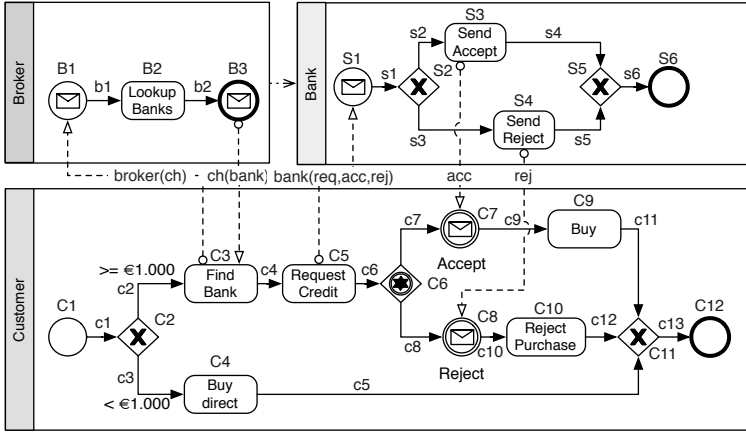 Broker
B1
b1
B2
Lookup
Banks
b2
B3
Bank
S1
s1
s2
S2
s3
S3
Send
Accept
s4
S4
Send
Reject
s5
S5
s6
S6
broker(ch)
ch(bank)
bank(req,acc,rej)
acc
rej
Customer
C1
c1
C2
>= €1.000
c2
c3
< €1.000
C3
Find
Bank
c4
C5
Request
Credit
c6
C6
c7
C7
Accept
c9
C9
Buy
c11
c8
C8
Reject
c10
C10
Reject
Purchase
c12
C4
Buy
direct
c5
C11
c13
C12